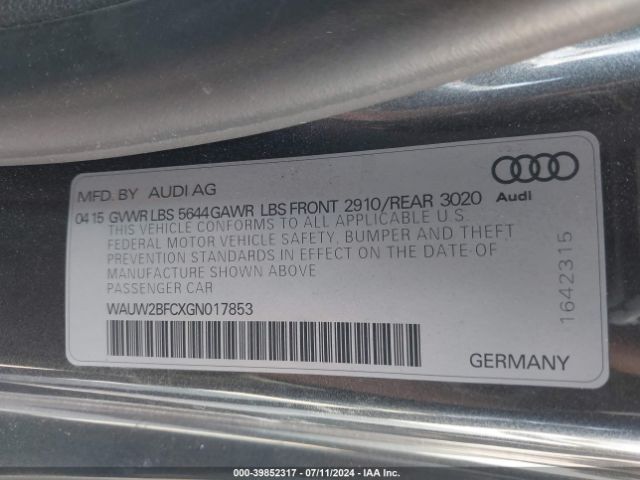 MFD. BY AUDI AG
04 15 GVWR LBS 5644 GAWR LBS FRONT 2910/REAR 3020
Audi
THIS VEHICLE CONFORMS TO ALL APPLICABLE U.S.
FEDERAL MOTOR VEHICLE SAFETY, BUMPER AND THEFT
PREVENTION STANDARDS IN EFFECT ON THE DATE OF
MANUFACTURE SHOWN ABOVE
PASSENGER CAR
WAUW2BFCXGN017853
1642315
GERMANY
000-39852317 - 07/11/2024 - IAA Inc.